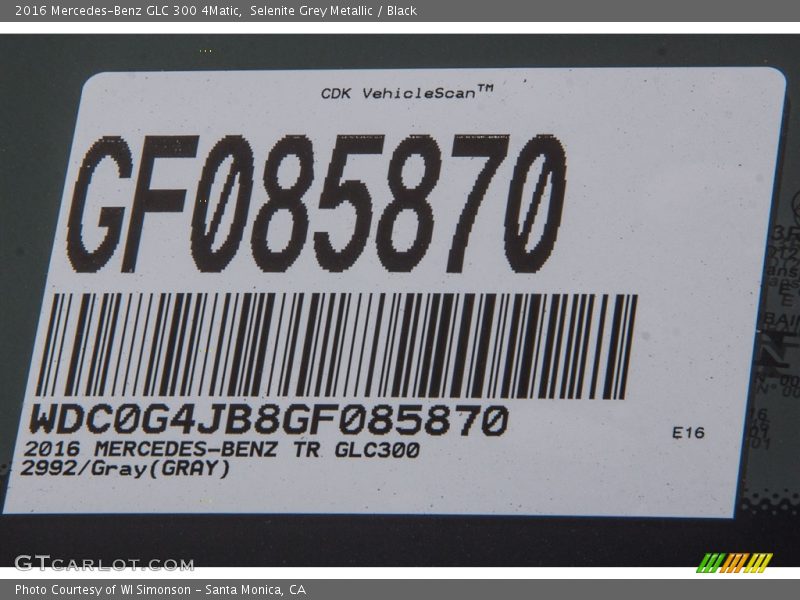 2016 Mercedes-Benz GLC 300 4Matic, Selenite Grey Metallic / Black
CDK VehicleScan™
GF085870
WDC0G4JB8GF085870
2016 MERCEDES-BENZ TR GLC300
2992/Gray(GRAY)
E16
GTCARLOT.COM
Photo Courtesy of WI Simonson - Santa Monica, CA